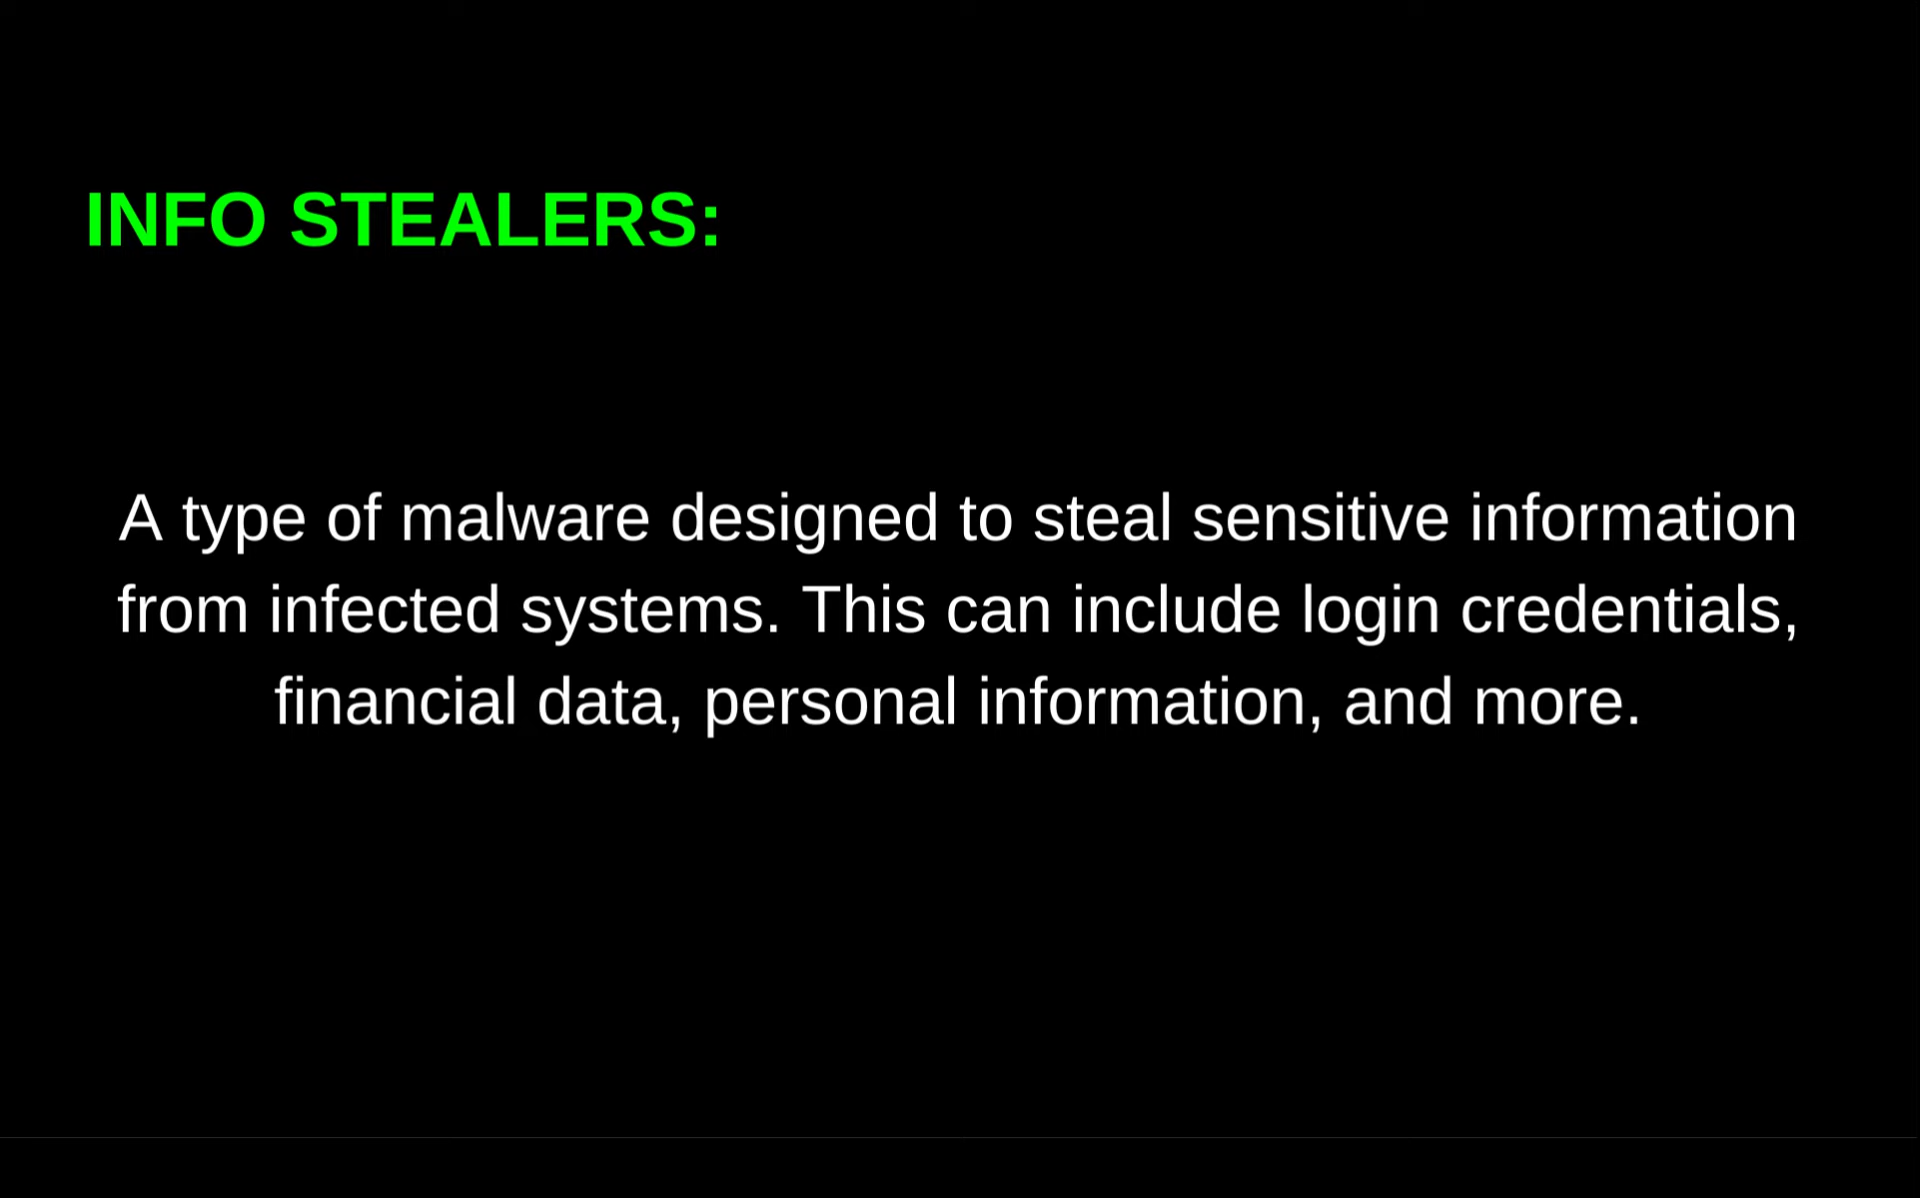 INFO STEALERS:
A type of malware designed to steal sensitive information
from infected systems. This can include login credentials,
financial data, personal information, and more.